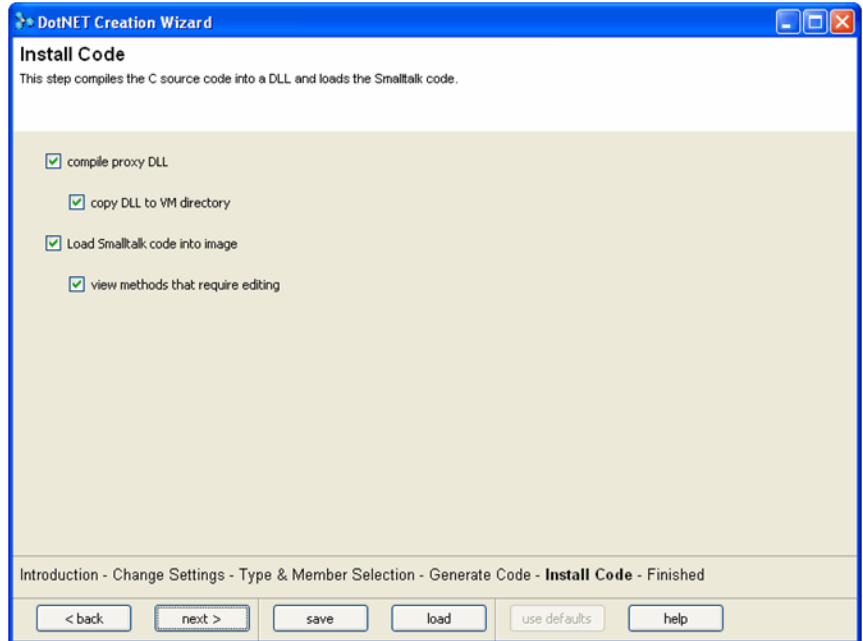 DotNET Creation Wizard
Install Code
This step compiles the C source code into a DLL and loads the Smalltalk code.
compile proxy DLL
copy DLL to VM directory
Load Smalltalk code into image
view methods that require editing
Introduction - Change Settings - Type & Member Selection - Generate Code - Install Code - Finished
< back next > save load use defaults help